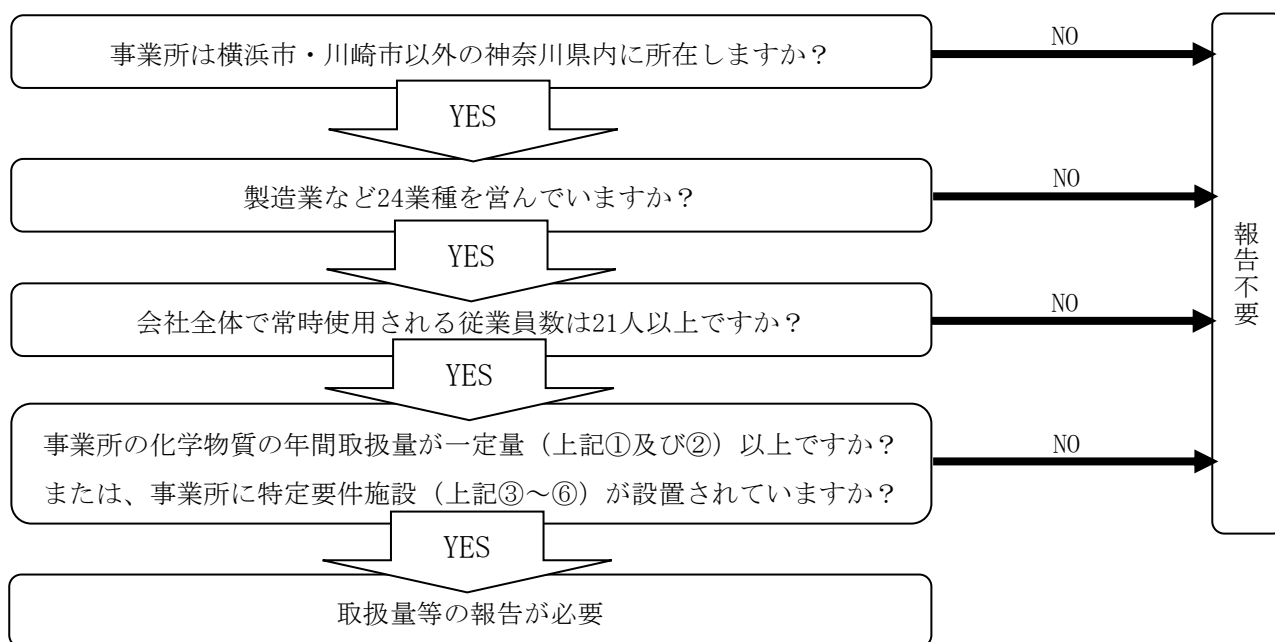 事業所は横浜市・川崎市以外の神奈川県内に所在しますか？
NO
YES
製造業など24業種を営んでいますか？
NO
YES
会社全体で常時使用される従業員数は21人以上ですか？
NO
YES
事業所の化学物質の年間取扱量が一定量（上記①及び②）以上ですか？
または、事業所に特定要件施設（上記③～⑥）が設置されていますか？
NO
YES
取扱量等の報告が必要
報告不要